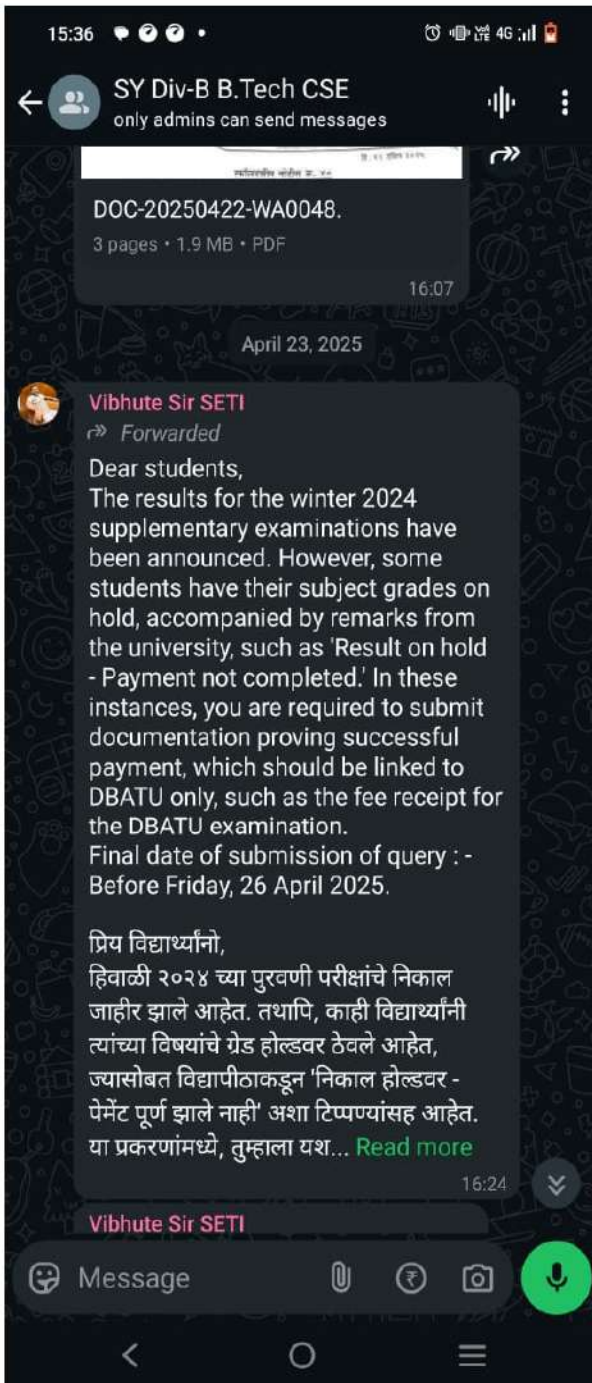 15:36
4G
SY Div-B B.Tech CSE
only admins can send messages
DOC-20250422-WA0048.
3 pages • 1.9 MB • PDF
16:07
April 23, 2025
Vibhute Sir SETI
Forwarded
Dear students,
The results for the winter 2024
supplementary examinations have
been announced. However, some
students have their subject grades on
hold, accompanied by remarks from
the university, such as 'Result on hold
- Payment not completed.' In these
instances, you are required to submit
documentation proving successful
payment, which should be linked to
DBATU only, such as the fee receipt for
the DBATU examination.
Final date of submission of query : -
Before Friday, 26 April 2025.
प्रिय विद्यार्थ्यांनो,
हिवाळी २०२४ च्या पुरवणी परीक्षांचे निकाल
जाहीर झाले आहेत. तथापि, काही विद्यार्थ्यांनी
त्यांच्या विषयांचे ग्रेड होल्डवर ठेवले आहेत,
ज्यासोबत विद्यापीठाकडून 'निकाल होल्डवर -
पेमेंट पूर्ण झाले नाही' अशा टिप्पण्यांसह आहेत.
या प्रकरणांमध्ये, तुम्हाला यश... Read more
16:24
Vibhute Sir SETI
Message